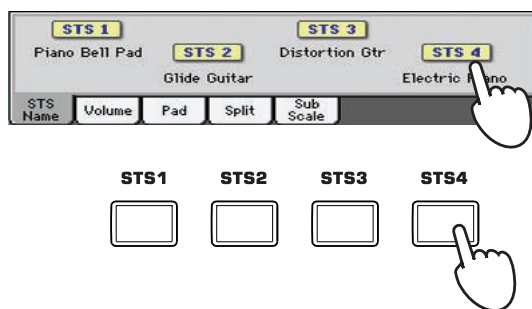 STS 1
STS 3
Piano Bell Pad
STS 2
Distortion Gtr
STS 4
Glide Guitar
Electric
STS Name
Volume
Pad
Split
Sub Scale
STS1 STS2 STS3 STS4